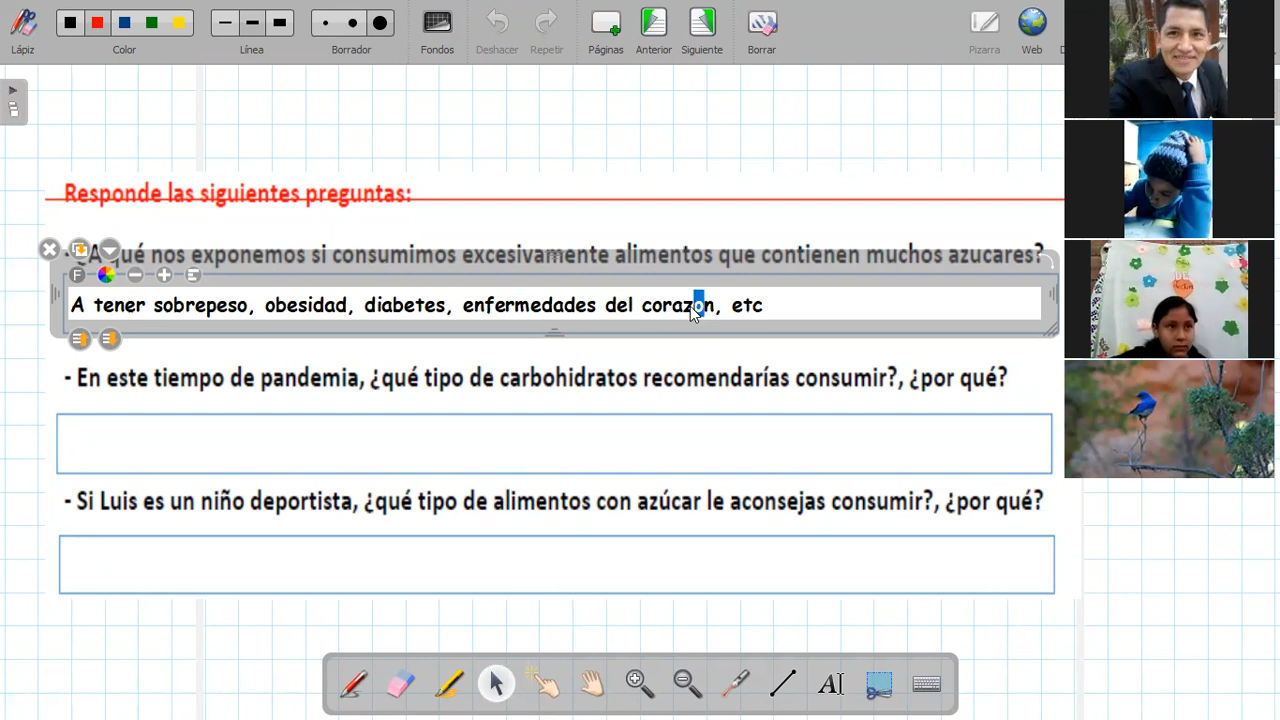 Lápiz
Color
Línea
Borrador
Fondos
Deshacer
Repetir
Páginas
Anterior
Siguiente
Borrar
Pizarra
Web
Responde las siguientes preguntas:
- ¿A qué nos exponemos si consumimos excesivamente alimentos que contienen muchos azucares?
F
A tener sobrepeso, obesidad, diabetes, enfermedades del corazon, etc
- En este tiempo de pandemia, ¿qué tipo de carbohidratos recomendarías consumir?, ¿por qué?
- Si Luis es un niño deportista, ¿qué tipo de alimentos con azúcar le aconsejas consumir?, ¿por qué?